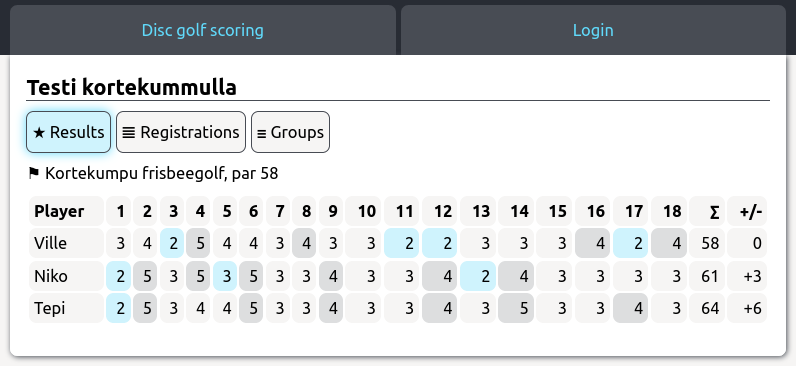 Disc golf scoring Login
Testi kortekummulla
★ Results ≣ Registrations ≡ Groups
⚑ Kortekumpu frisbeegolf, par 58
Player 1 2 3 4 5 6 7 8 9 10 11 12 13 14 15 16 17 18 ∑ +/-
Ville 3 4 2 5 4 4 3 4 3 3 2 2 3 3 3 4 2 4 58 0
Niko 2 5 3 5 3 5 3 3 4 3 3 4 2 4 3 3 3 3 61 +3
Tepi 2 5 3 4 4 5 3 3 4 3 3 4 3 5 3 3 4 3 64 +6